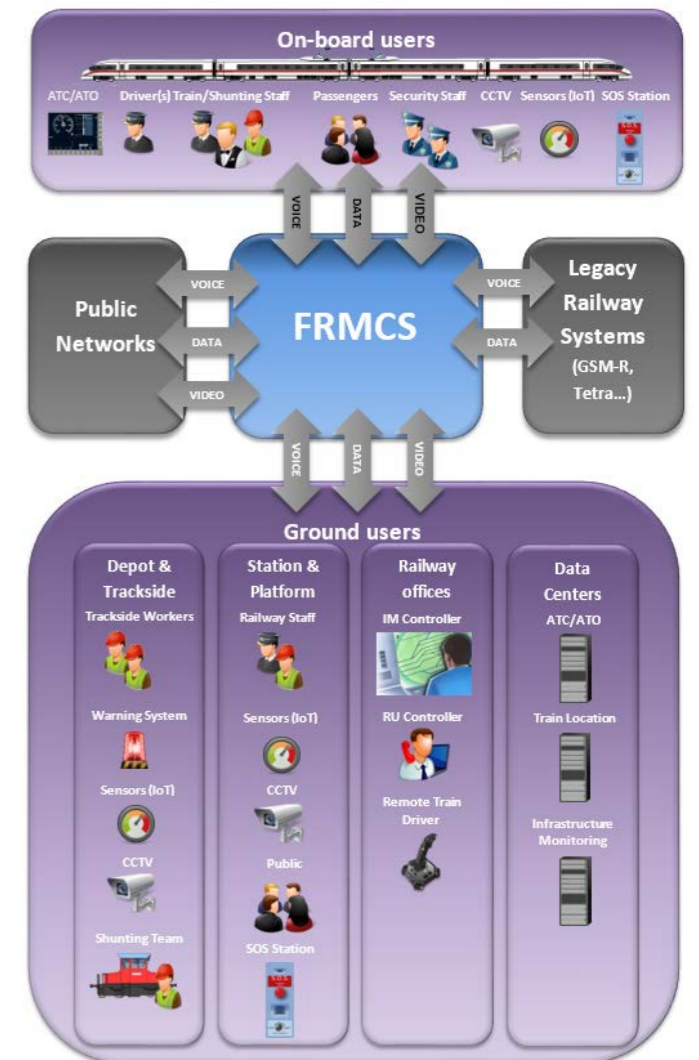 On-board users
ATC/ATO Driver(s) Train/Shunting Staff Passengers Security Staff CCTV Sensors (IoT) SOS Station
SOS
VOICE
DATA
VIDEO
Public
Networks
VOICE
DATA
VIDEO
FRMCS
VOICE
DATA
Legacy
Railway
Systems
(GSM-R,
Tetra...)
VOICE
DATA
VIDEO
Ground users
Depot &
Trackside
Trackside Workers
Warning System
Sensors (IoT)
CCTV
Shunting Team
Station &
Platform
Railway Staff
Sensors (IoT)
CCTV
Public
SOS Station
SOS
Railway
offices
IM Controller
RU Controller
Remote Train
Driver
Data
Centers
ATC/ATO
Train Location
Infrastructure
Monitoring